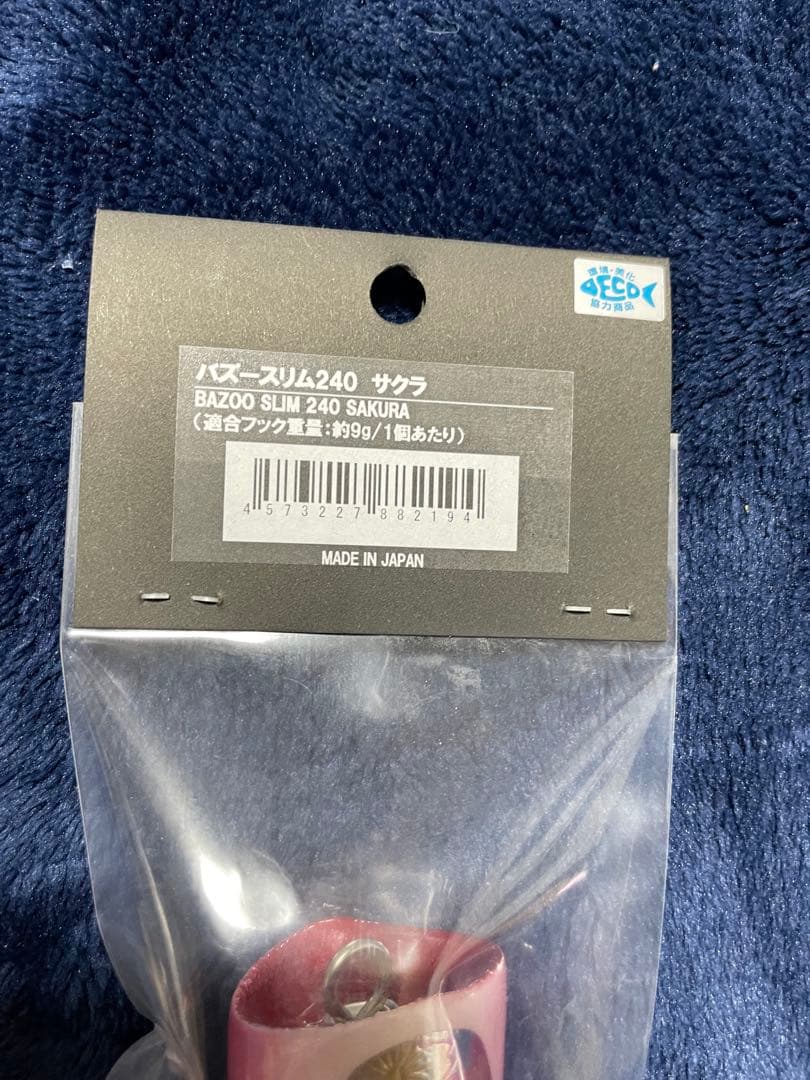 環境・美化
DECO
協力商品
バズースリム240 サクラ
BAZOO SLIM 240 SAKURA
(適合フック重量:約9g/1個あたり)
4573227882194
MADE IN JAPAN